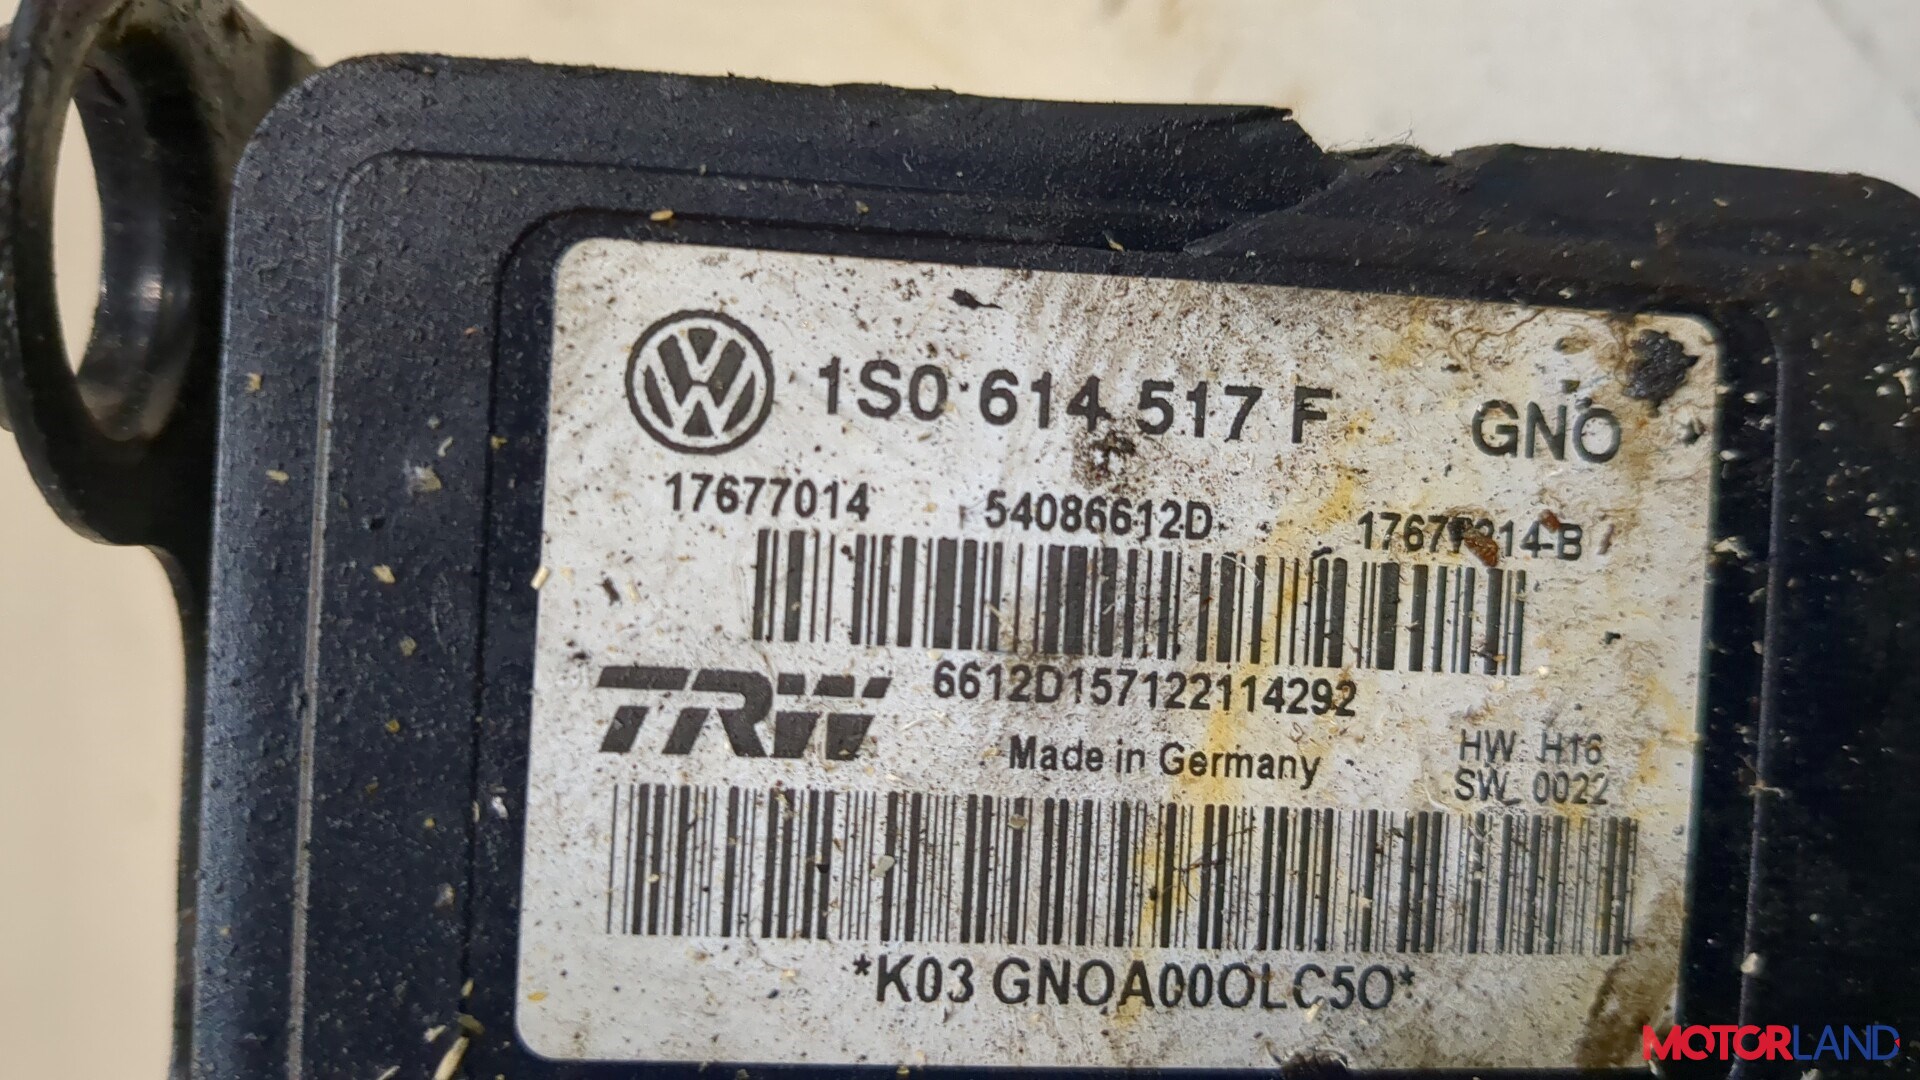 1S0 614 517 F GNO
17677014 54086612D
6612D157122114292
TRW
Made in Germany
HW H16
SW 0022
*K03 GNOA00OLC5O*
MOTORLAND